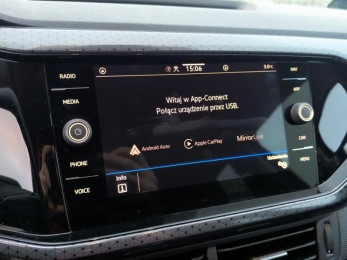 RADIO
MEDIA
PHONE
VOICE
15:06
Witaj w App-Connect
Połącz urządzenie przez USB.
Android Auto
Apple CarPlay
MirrorLink
Info
CAR
MENU